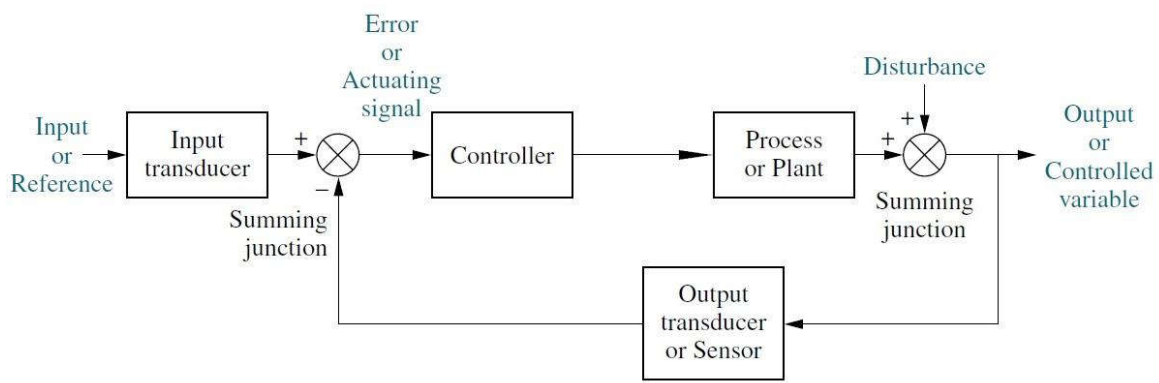 Error
or
Actuating
signal
Disturbance
Input
or
Reference
Input
transducer
+
−
Summing
junction
Controller
Process
or Plant
+
+
Summing
junction
Output
or
Controlled
variable
Output
transducer
or Sensor